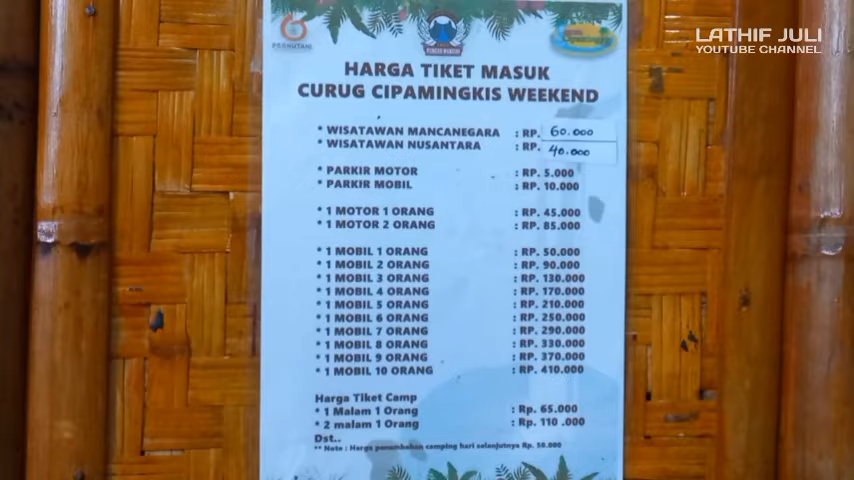 LATHIF JULI
YOUTUBE CHANNEL
PERHUTANI
HARGA TIKET MASUK
CURUG CIPAMINGKIS WEEKEND
* WISATAWAN MANCANEGARA : RP. 60.000
* WISATAWAN NUSANTARA : RP. 40.000
* PARKIR MOTOR : RP. 5.000
* PARKIR MOBIL : RP. 10.000
* 1 MOTOR 1 ORANG : RP. 45.000
* 1 MOTOR 2 ORANG : RP. 85.000
* 1 MOBIL 1 ORANG : RP. 50.000
* 1 MOBIL 2 ORANG : RP. 90.000
* 1 MOBIL 3 ORANG : RP. 130.000
* 1 MOBIL 4 ORANG : RP. 170.000
* 1 MOBIL 5 ORANG : RP. 210.000
* 1 MOBIL 6 ORANG : RP. 250.000
* 1 MOBIL 7 ORANG : RP. 290.000
* 1 MOBIL 8 ORANG : RP. 330.000
* 1 MOBIL 9 ORANG : RP. 370.000
* 1 MOBIL 10 ORANG : RP. 410.000
Harga Tiket Camp
* 1 Malam 1 Orang : Rp. 65.000
* 2 malam 1 Orang : Rp. 110 .000
Dst..
** Note : Harga penambahan camping hari selanjutnya Rp. 50.000